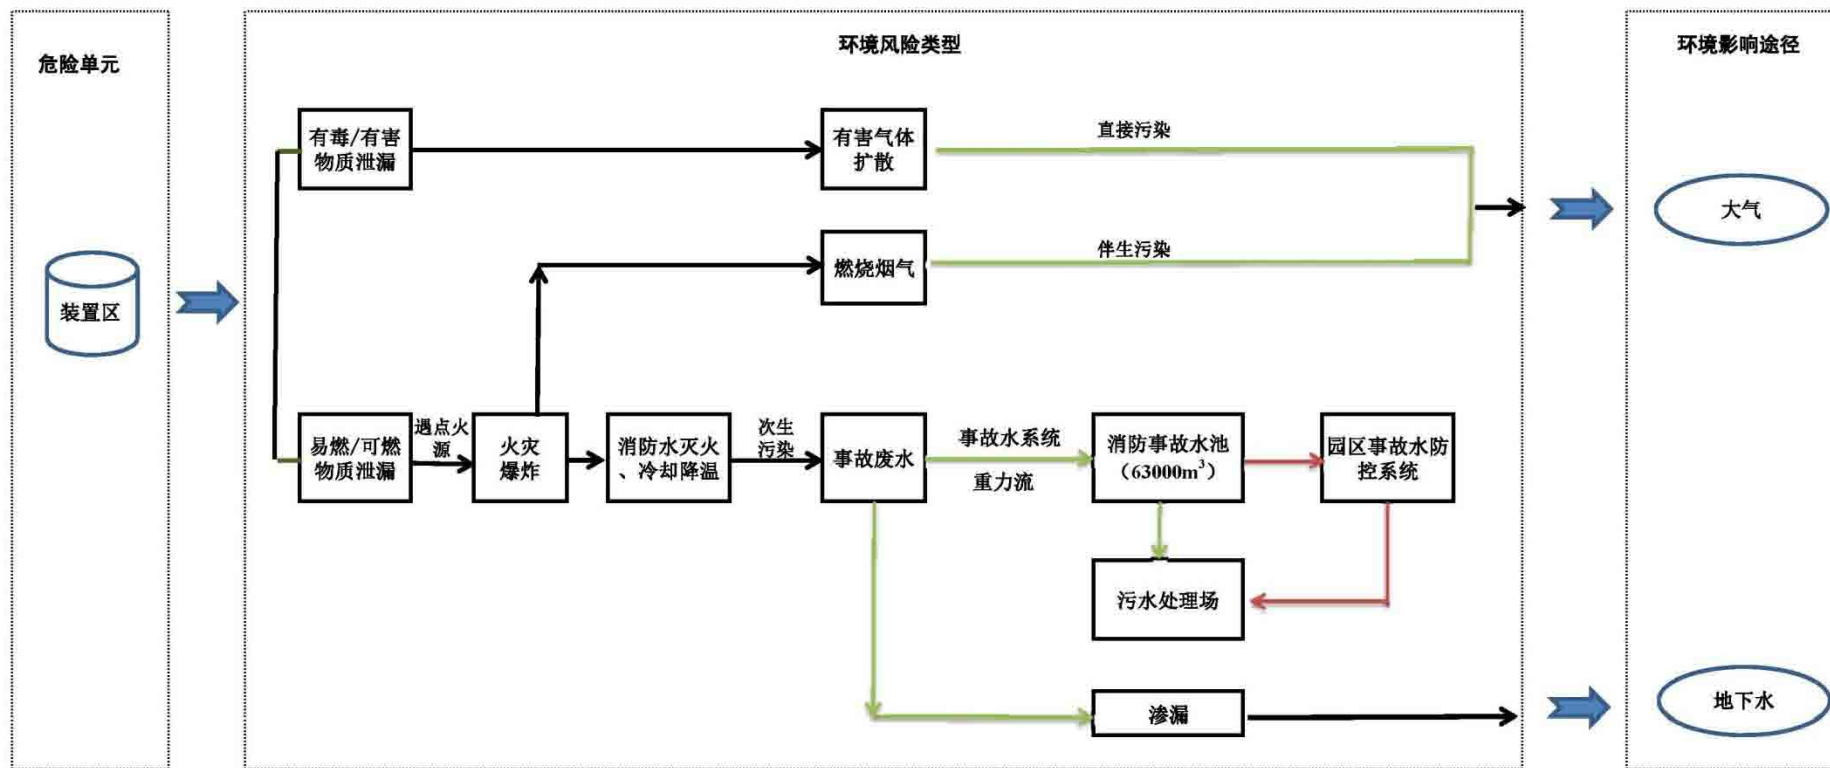 危险单元
环境风险类型
环境影响途径
有毒/有害
物质泄漏
有害气体
扩散
直接污染
大气
燃烧烟气
伴生污染
装置区
易燃/可燃
物质泄漏
遇点火
源
火灾
爆炸
消防水灭火
、冷却降温
次生
污染
事故废水
事故水系统
重力流
消防事故水池
（63000m³）
园区事故水防
控系统
污水处理场
渗漏
地下水